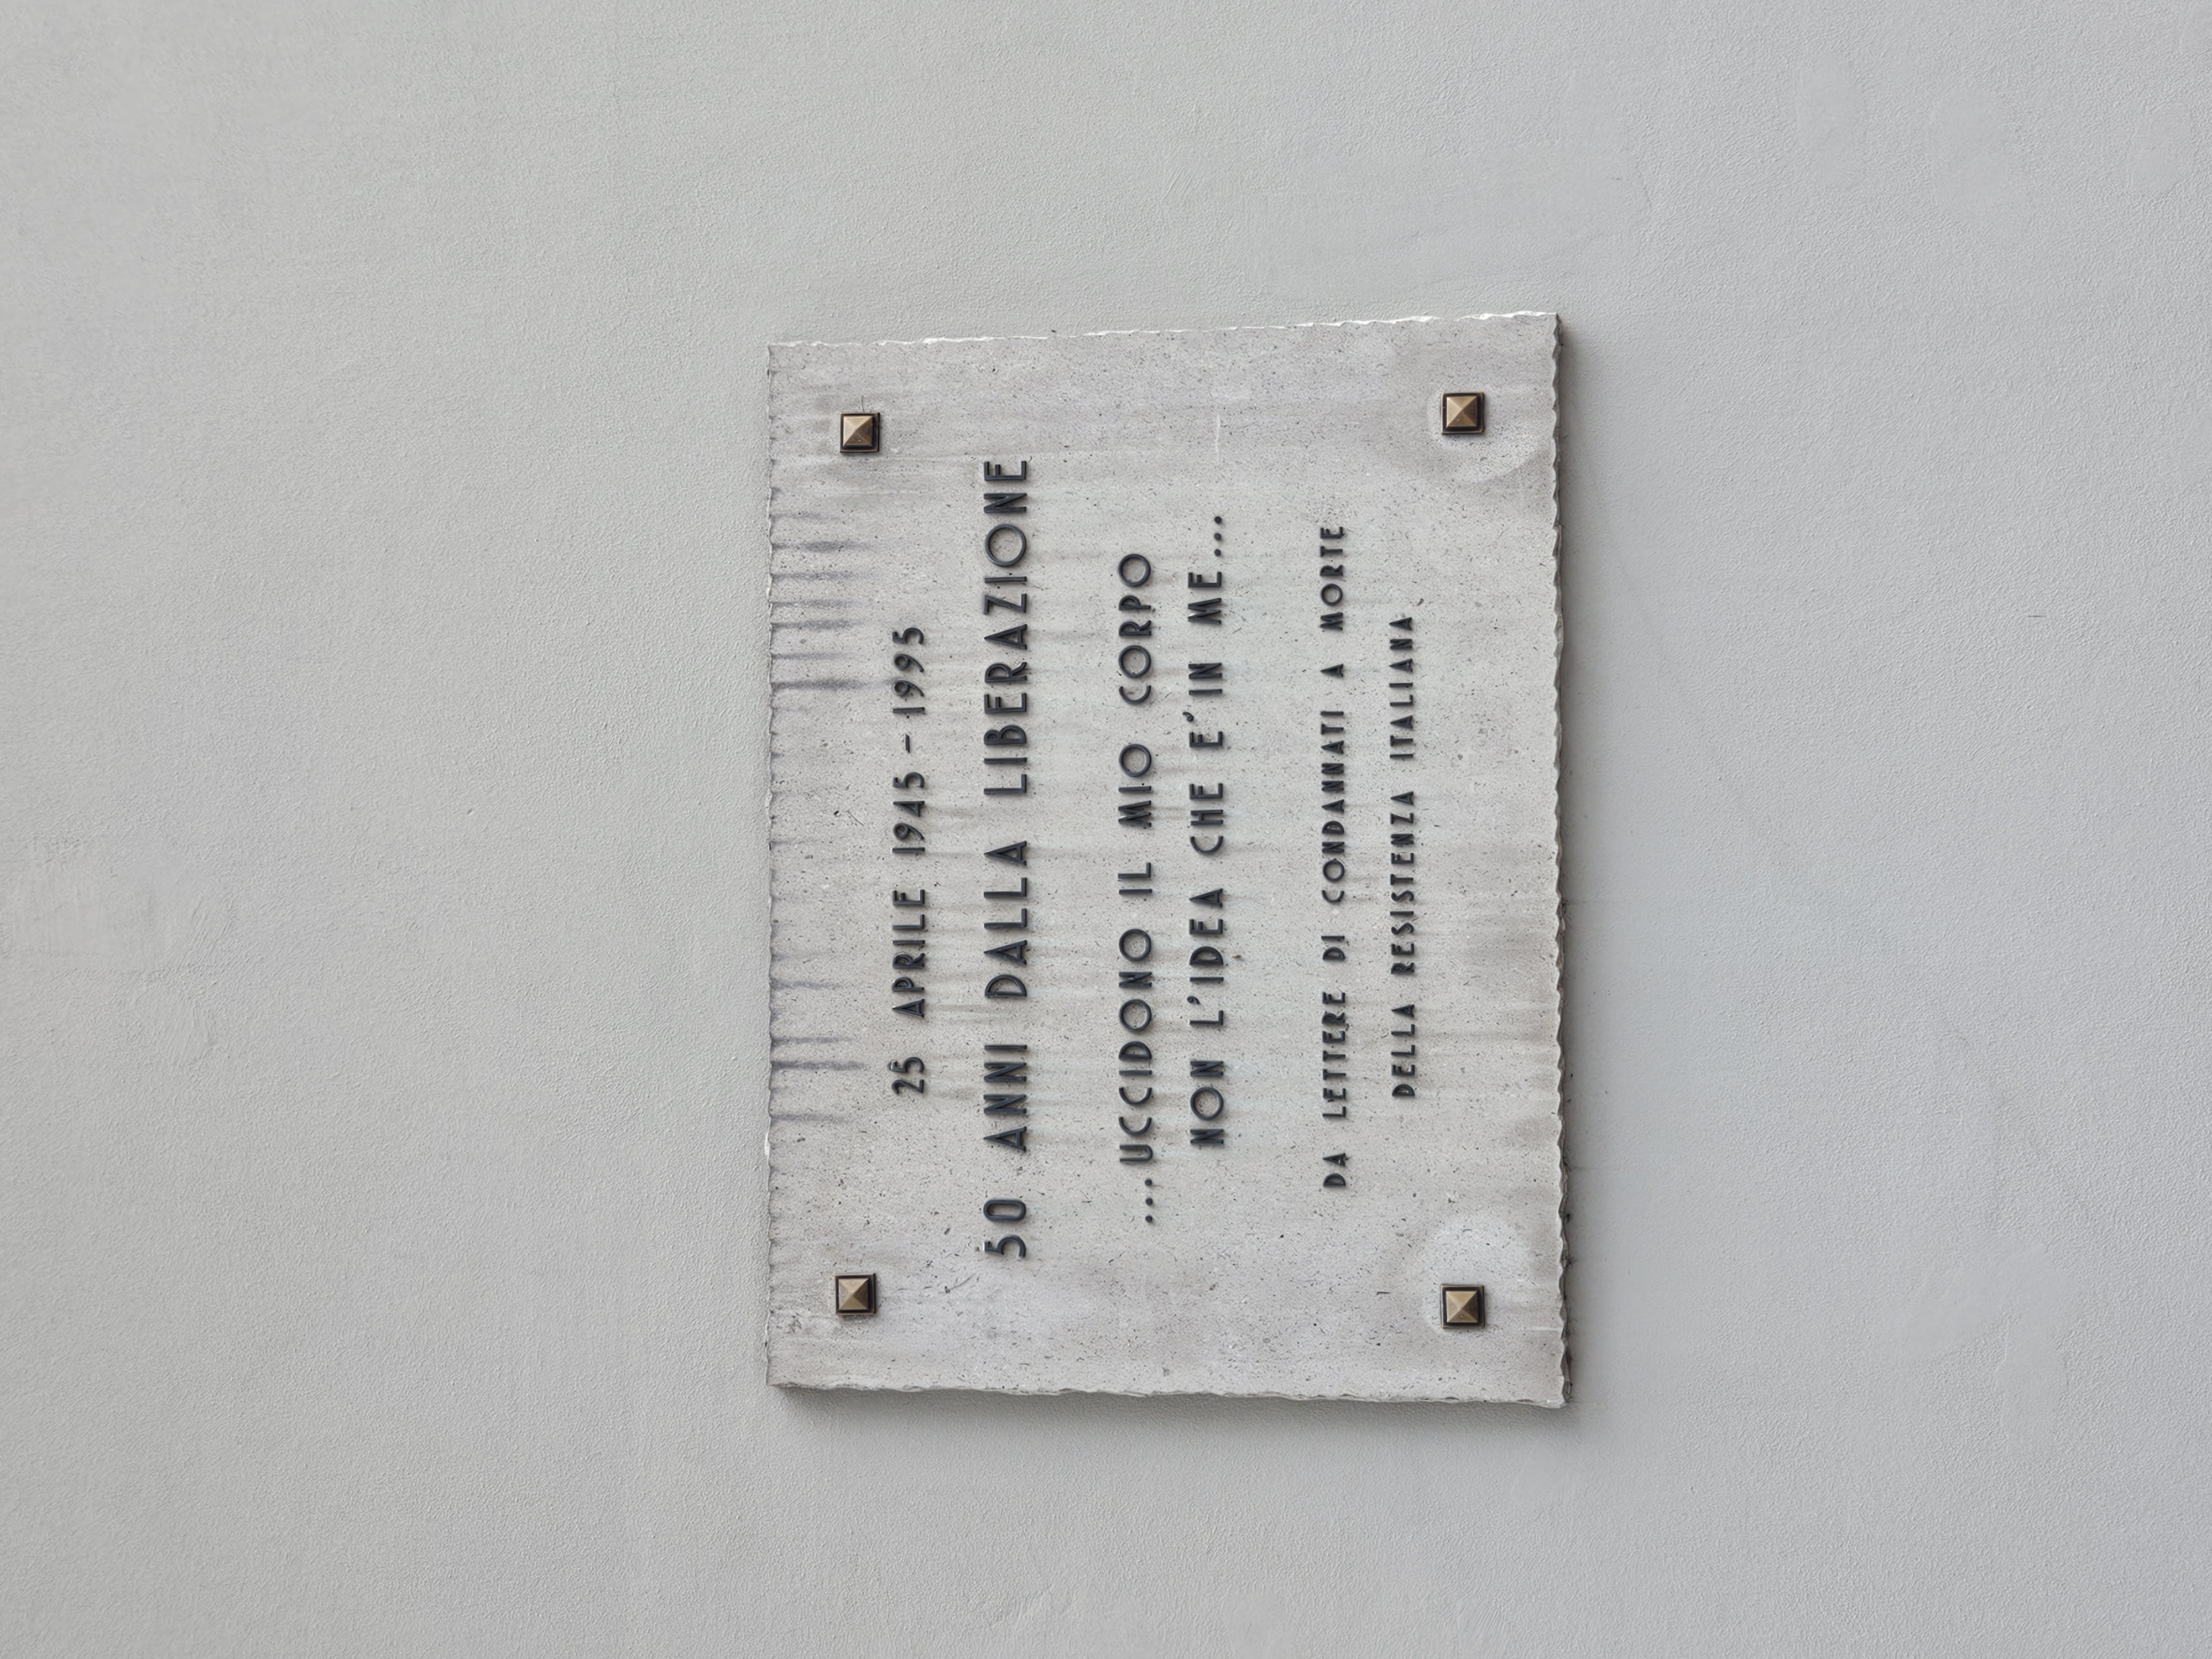 25 APRILE 1945-1995
50 ANNI DALLA LIBERAZIONE
...UCCIDONO IL MIO CORPO
NON L'IDEA CHE E' IN ME...
DA LETTERE DI CONDANNATI A MORTE
DELLA RESISTENZA ITALIANA